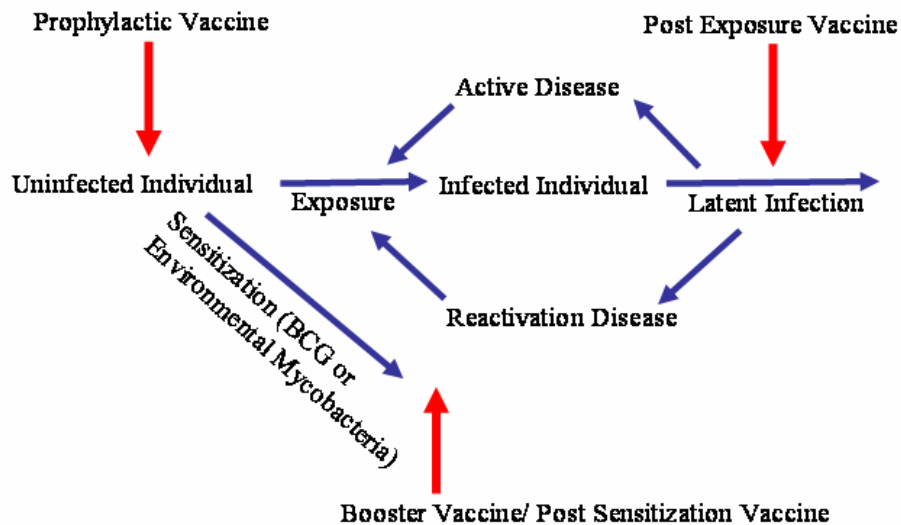 Prophylactic Vaccine
Post Exposure Vaccine
Active Disease
Uninfected Individual
Exposure
Infected Individual
Latent Infection
Sensitization (BCG or
Environmental Mycobacteria)
Reactivation Disease
Booster Vaccine/ Post Sensitization Vaccine